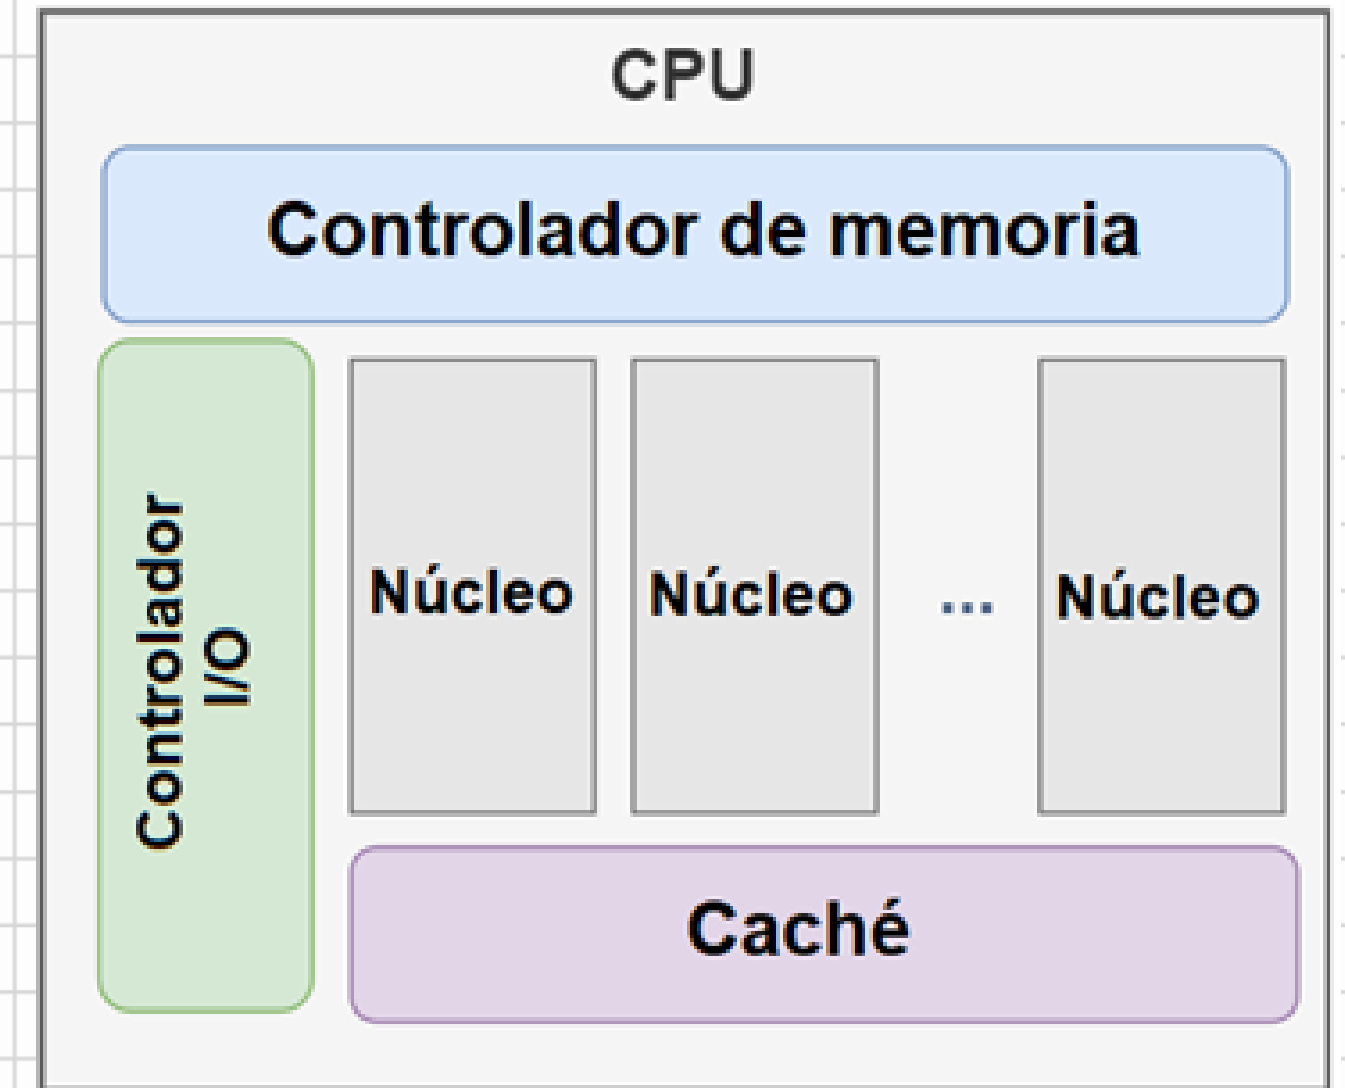 CPU
Controlador de memoria
Controlador
I/O
Núcleo
Núcleo
...
Núcleo
Caché